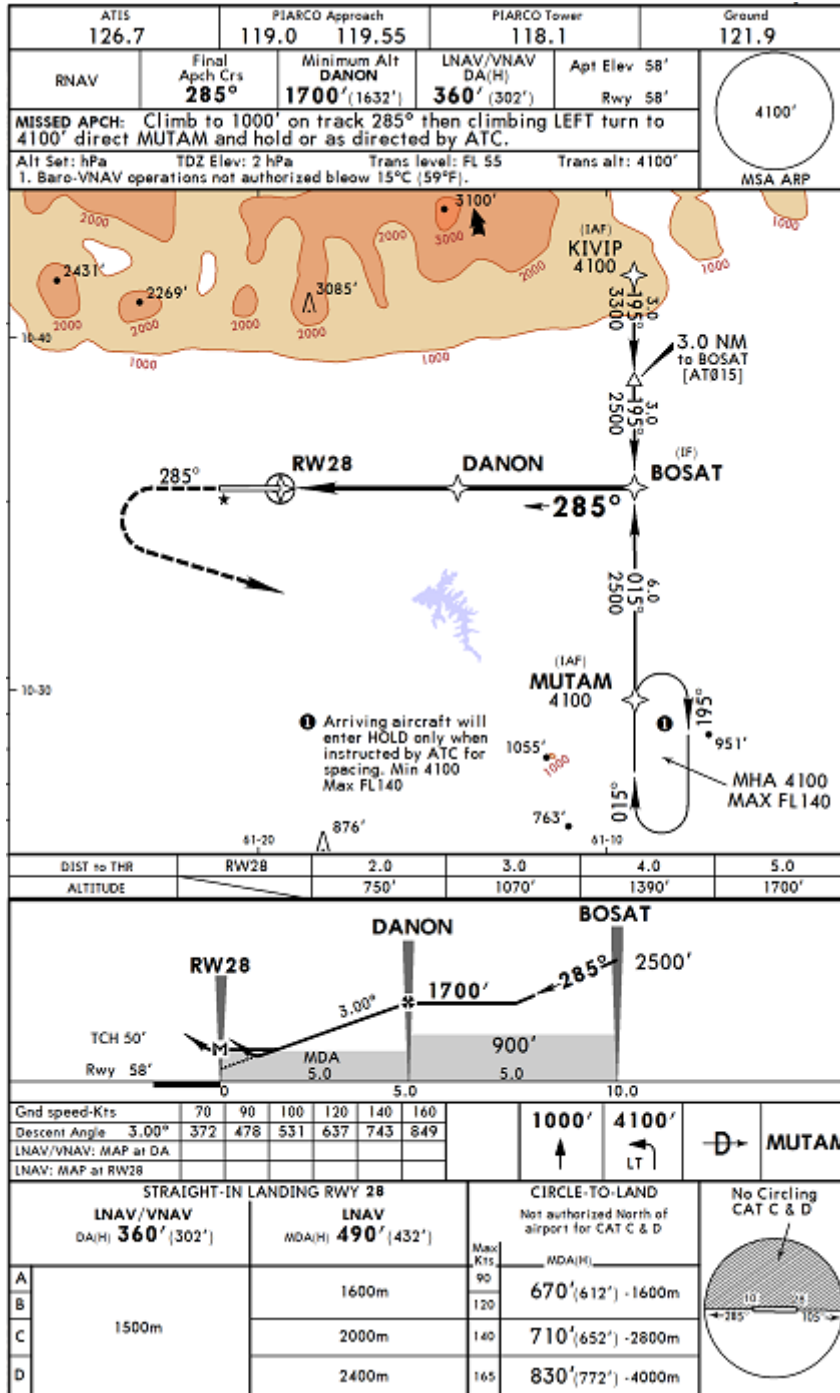 ATIS
126.7
PIARCO Approach
119.0 119.55
PIARCO Tower
118.1
Ground
121.9
RNAV
Final
Apch Crs
285°
Minimum Alt
DANON
1700' (1632')
LNAV/VNAV
DA(H)
360' (302')
Apt Elev 58'
Rwy 58'
4100'
MSA ARP
MISSED APCH: Climb to 1000' on track 285° then climbing LEFT turn to
4100' direct MUTAM and hold or as directed by ATC.
Alt Set: hPa TDZ Elev: 2 hPa Trans level: FL 55 Trans alt: 4100'
1. Baro-VNAV operations not authorized bleow 15°C (59°F).
2000
3100'
3000
2000
2000
1000
1000
(IAF)
KIVIP
4100
2431'
2000
2269'
2000
2000
3085'
2000
1000
1000
10-40
3.0
195°
3300
3.0 NM
to BOSAT
[AT015]
3.0
195°
2500
(IF)
BOSAT
285°
RW28
DANON
285°
6.0
015°
2500
(IAF)
MUTAM
4100
10-30
195°
1
951'
1 Arriving aircraft will
enter HOLD only when
instructed by ATC for
spacing. Min 4100
Max FL140
1055'
1000
015°
MHA 4100
MAX FL140
763'
876'
61-20
61-10
DIST to THR RW28 2.0 3.0 4.0 5.0
ALTITUDE 750' 1070' 1390' 1700'
RW28
DANON
BOSAT
1700'
285°
2500'
3.00°
TCH 50'
M
Rwy 58'
MDA
5.0
900'
5.0
0 5.0 10.0
Gnd speed-Kts 70 90 100 120 140 160
Descent Angle 3.00° 372 478 531 637 743 849
LNAV/VNAV: MAP at DA
LNAV: MAP at RW28
1000'
4100'
LT
D
MUTAM
STRAIGHT-IN LANDING RWY 28
LNAV/VNAV
DA(H) 360' (302')
LNAV
MDA(H) 490' (432')
CIRCLE-TO-LAND
Not authorized North of
airport for CAT C & D
Max
Kts
MDA(H)
A
B
C
D
1500m
1600m
2000m
2400m
90
120
670' (612') -1600m
140
710' (652') -2800m
165
830' (772') -4000m
No Circling
CAT C & D
10
28
285°
105°